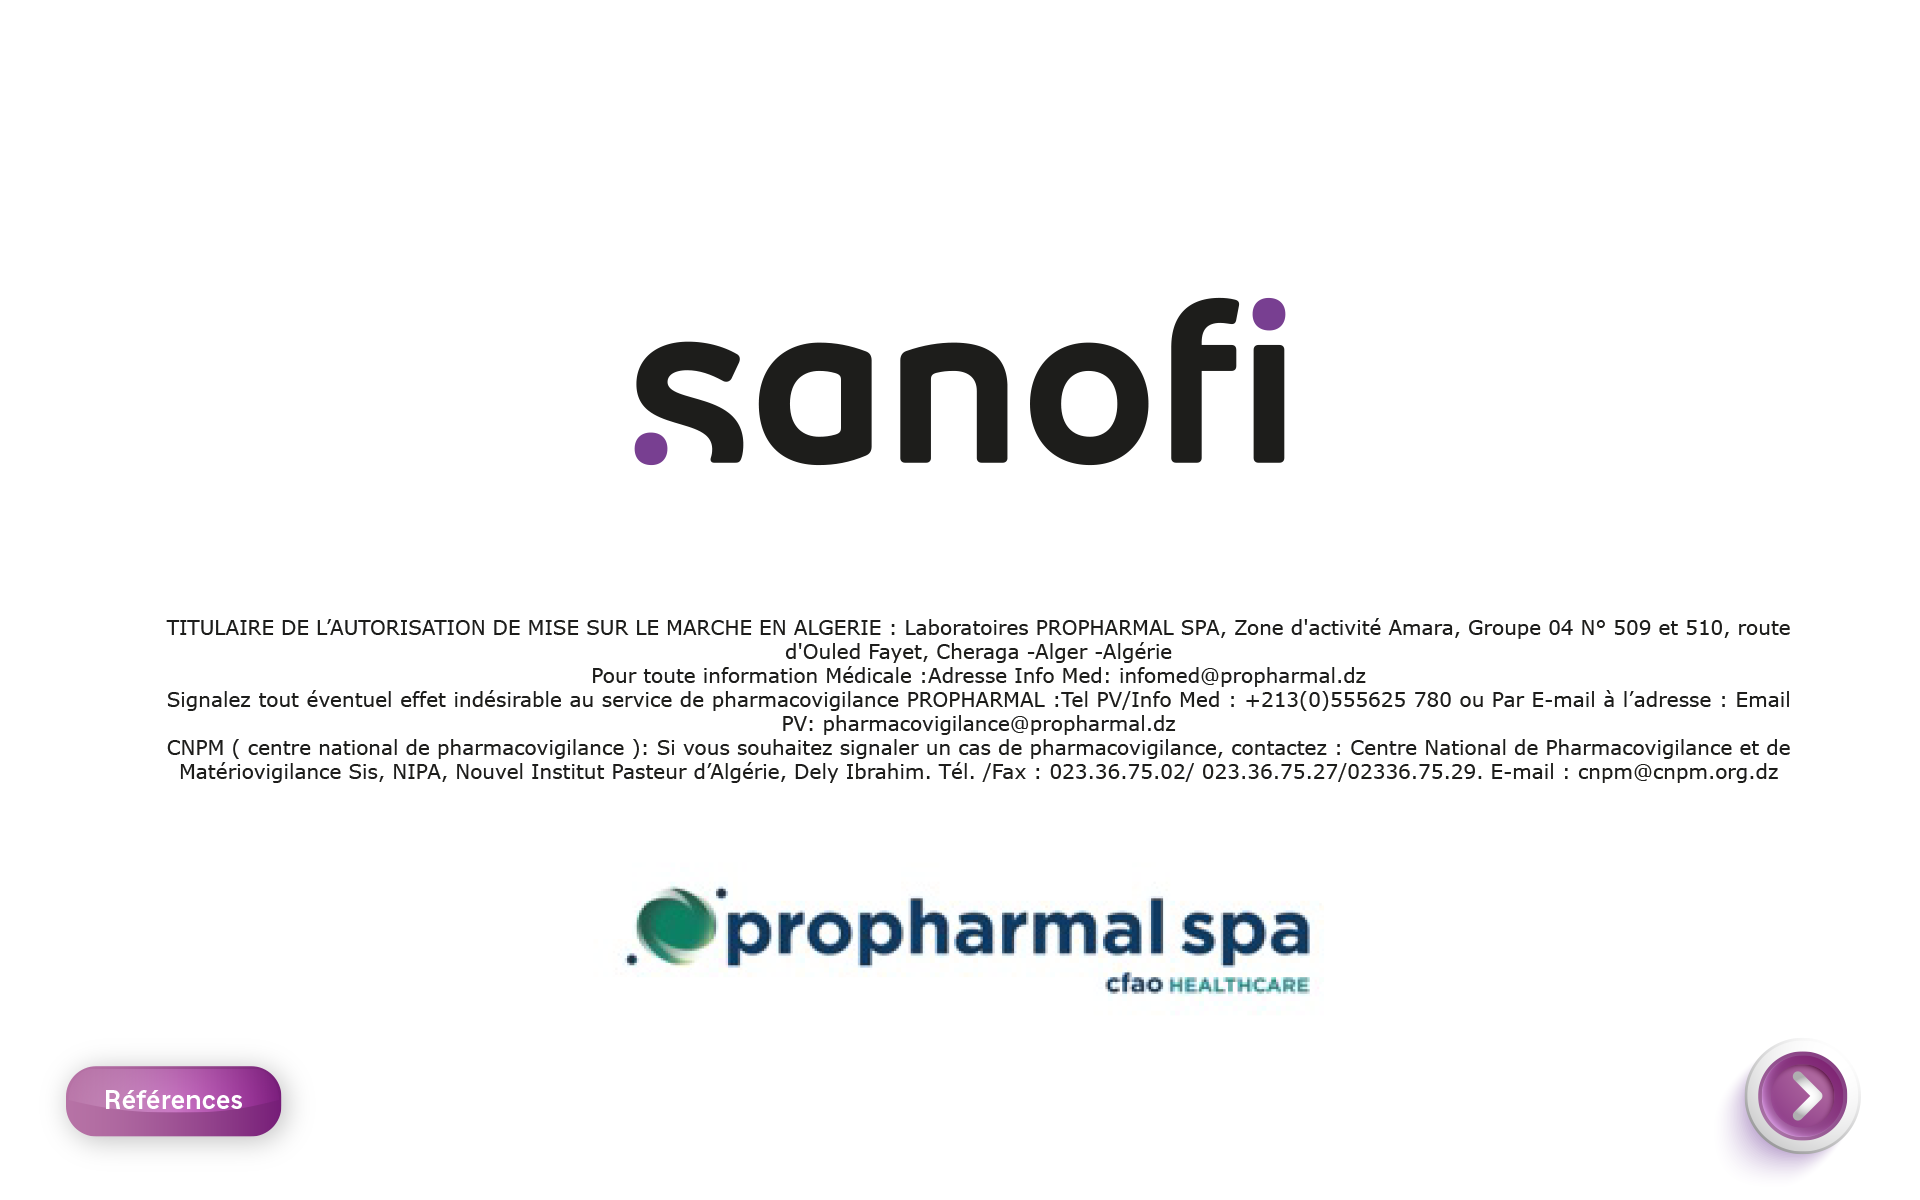 sanofi
TITULAIRE DE L’AUTORISATION DE MISE SUR LE MARCHE EN ALGERIE : Laboratoires PROPHARMAL SPA, Zone d'activité Amara, Groupe 04 N° 509 et 510, route
d'Ouled Fayet, Cheraga -Alger -Algérie
Pour toute information Médicale :Adresse Info Med: infomed@propharmal.dz
Signalez tout éventuel effet indésirable au service de pharmacovigilance PROPHARMAL :Tel PV/Info Med : +213(0)555625 780 ou Par E-mail à l’adresse : Email
PV: pharmacovigilance@propharmal.dz
CNPM ( centre national de pharmacovigilance ): Si vous souhaitez signaler un cas de pharmacovigilance, contactez : Centre National de Pharmacovigilance et de
Matériovigilance Sis, NIPA, Nouvel Institut Pasteur d’Algérie, Dely Ibrahim. Tél. /Fax : 023.36.75.02/ 023.36.75.27/02336.75.29. E-mail : cnpm@cnpm.org.dz
propharmal spa
cfao HEALTHCARE
Références